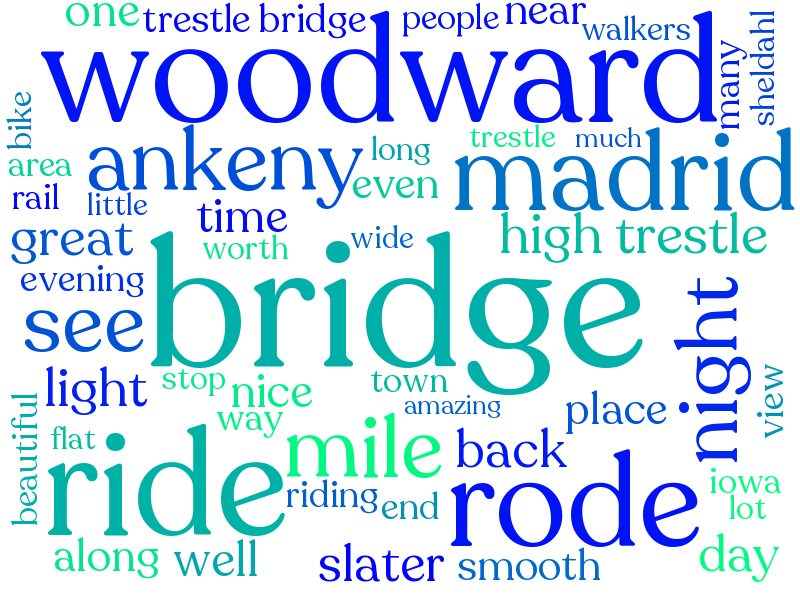 one
trestle bridge
people
near
walkers
woodward
many
sheldahl
bike
ankeny
long
trestle
much
madrid
area
even
rail
little
time
great
worth
wide
high trestle
evening
bridge
see
night
light
stop
nice
town
view
way
amazing
place
beautiful
flat
ride
mile
back
rode
riding
end
iowa
lot
along
well
slater
smooth
day